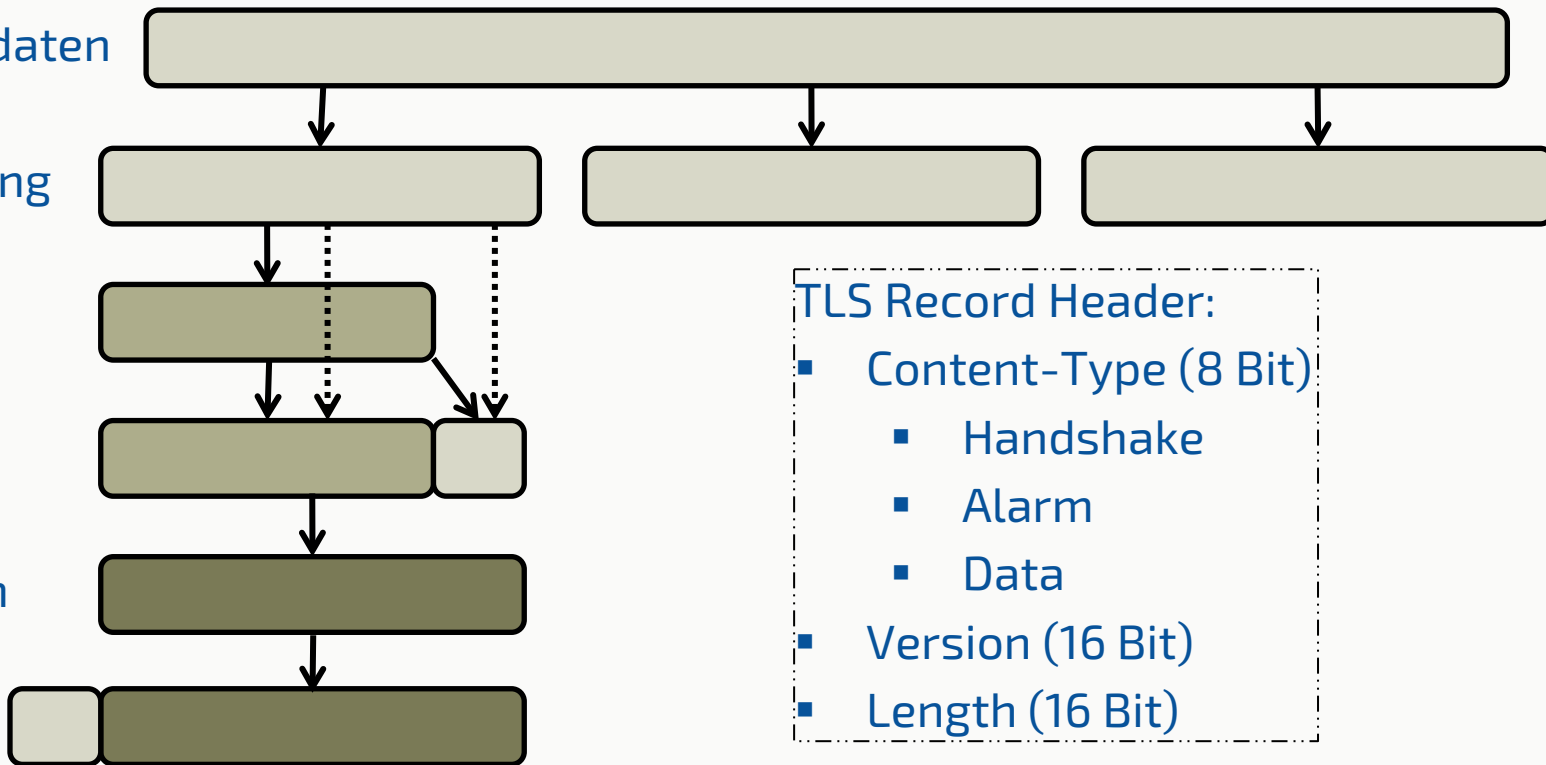 daten
ng
TLS Record Header:
▪ Content-Type (8 Bit)
▪ Handshake
▪ Alarm
▪ Data
▪ Version (16 Bit)
▪ Length (16 Bit)